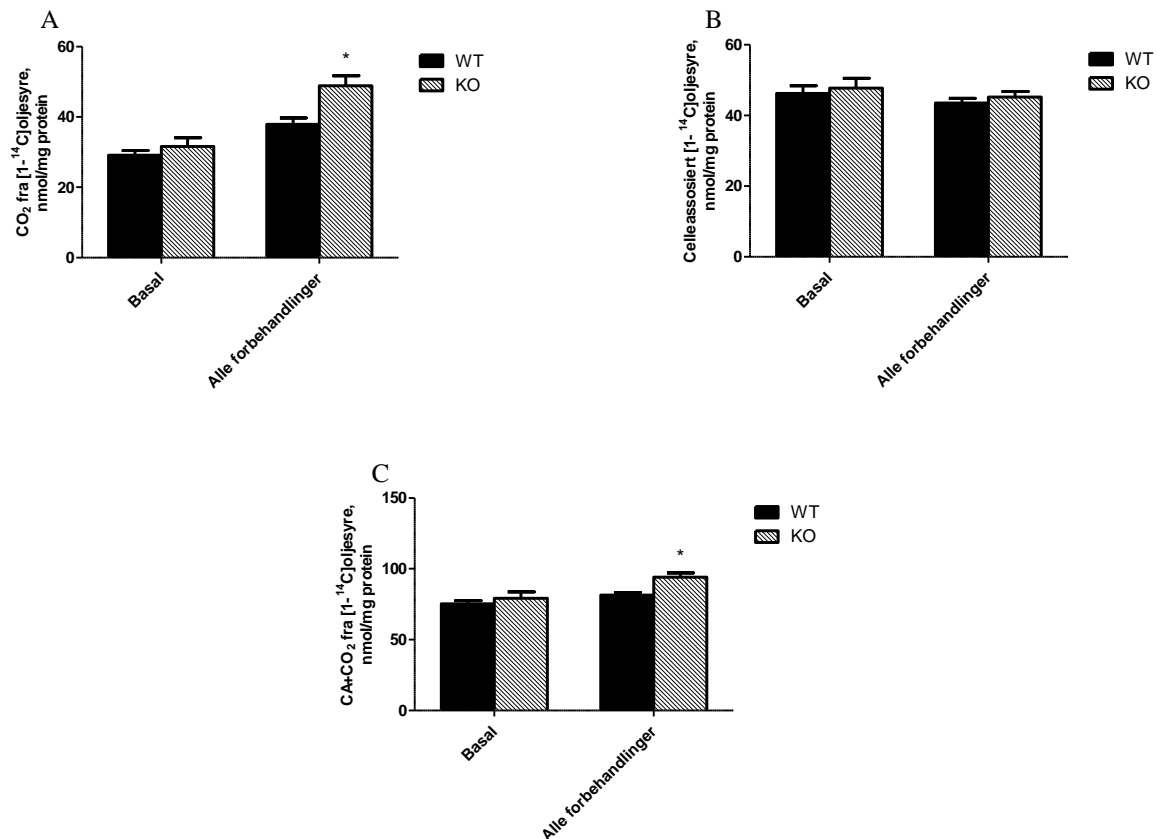 A
CO₂ fra [1-¹⁴C]oljesyre,
nmol/mg protein
60
40
20
0
*
WT
KO
Basal
Alle forbehandlinger
B
Celleassosiert [1-¹⁴C]oljesyre,
nmol/mg protein
60
40
20
0
WT
KO
Basal
Alle forbehandlinger
C
CA+CO₂ fra [1-¹⁴C]oljesyre,
nmol/mg protein
150
100
50
0
*
WT
KO
Basal
Alle forbehandlinger